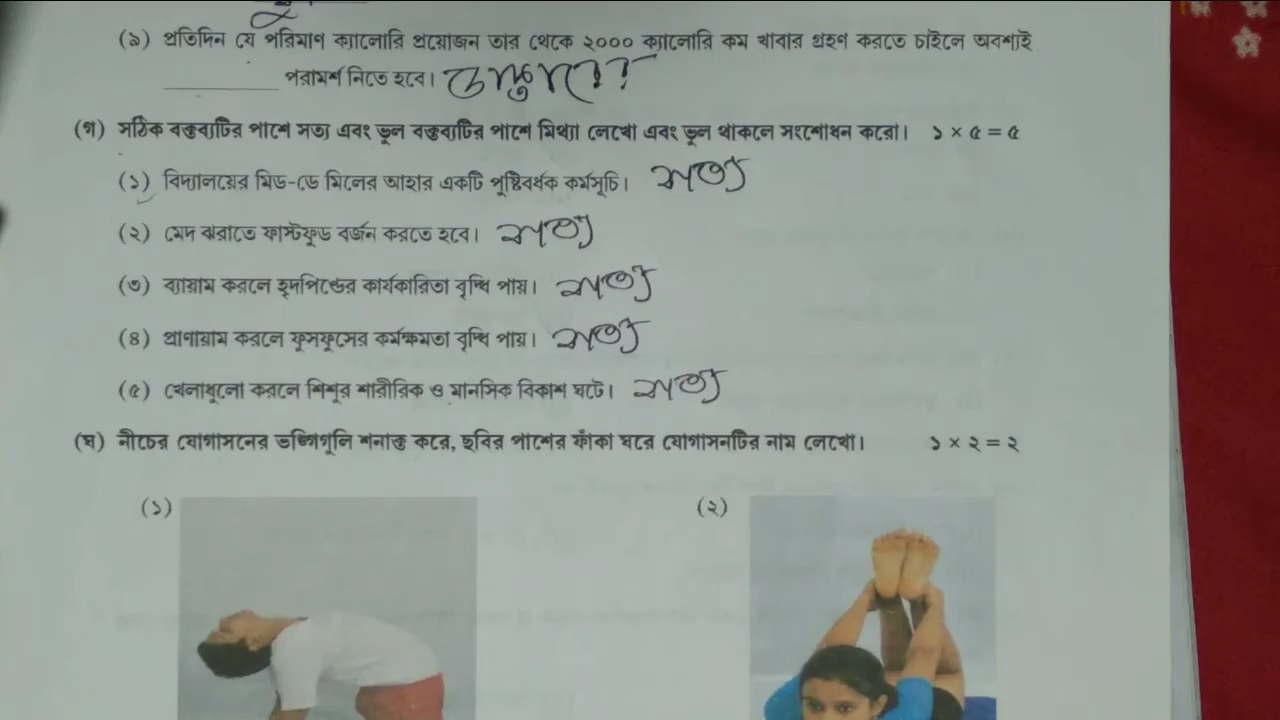 (৯) প্রতিদিন যে পরিমাণ ক্যালোরি প্রয়োজন তার থেকে ২০০০ ক্যালোরি কম খাবার গ্রহণ করতে চাইলে অবশ্যই
__________ পরামর্শ নিতে হবে।
(গ) সঠিক বক্তব্যটির পাশে সত্য এবং ভুল বক্তব্যটির পাশে মিথ্যা লেখো এবং ভুল থাকলে সংশোধন করো। ১ × ৫ = ৫
(১) বিদ্যালয়ের মিড-ডে মিলের আহার একটি পুষ্টিবর্ধক কর্মসূচি। সত্য
(২) মেদ ঝরাতে ফাস্টফুড বর্জন করতে হবে। সত্য
(৩) ব্যায়াম করলে হৃদপিণ্ডের কার্যকারিতা বৃদ্ধি পায়। সত্য
(৪) প্রাণায়াম করলে ফুসফুসের কর্মক্ষমতা বৃদ্ধি পায়। সত্য
(৫) খেলাধুলো করলে শিশুর শারীরিক ও মানসিক বিকাশ ঘটে। সত্য
(ঘ) নীচের যোগাসনের ভঙ্গিগুলি শনাক্ত করে, ছবির পাশের ফাঁকা ঘরে যোগাসনটির নাম লেখো। ১ × ২ = ২
(১) (২)